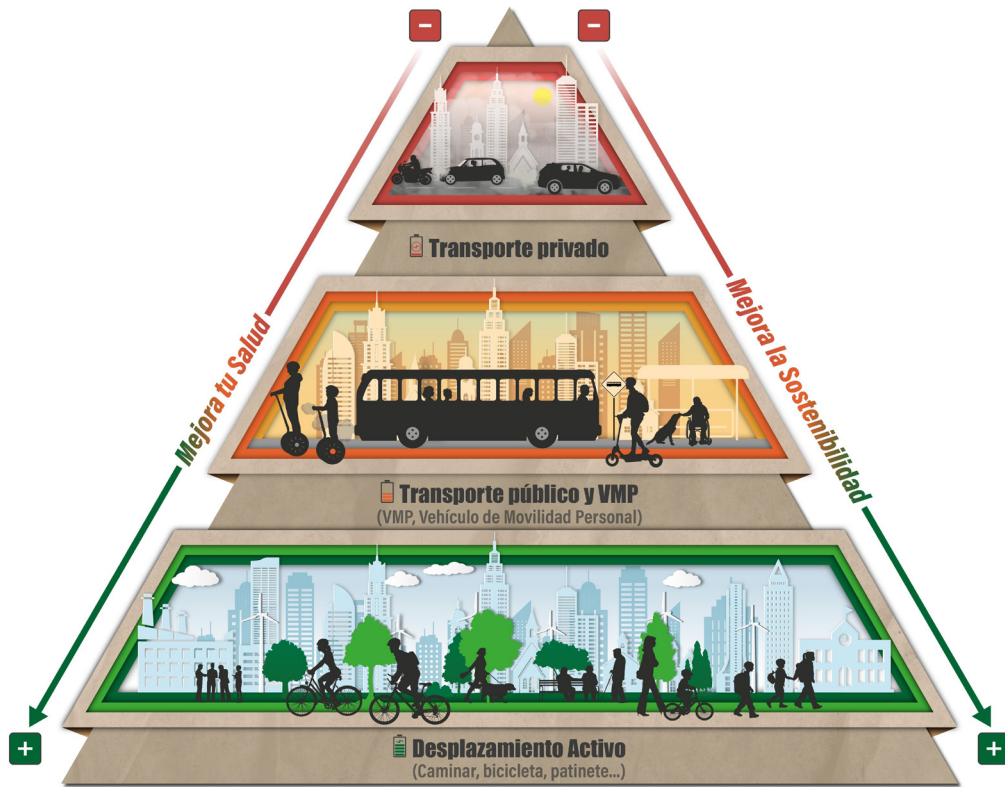 −
−
Transporte privado
Mejora tu Salud
Mejora la Sostenibilidad
Transporte público y VMP
(VMP, Vehículo de Movilidad Personal)
Desplazamiento Activo
(Caminar, bicicleta, patinete...)
+
+